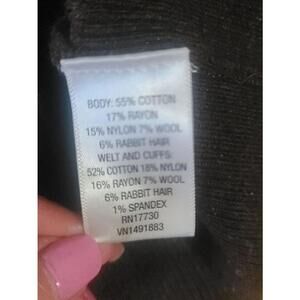 BODY: 55% COTTON
17% RAYON
15% NYLON 7% WOOL
6% RABBIT HAIR
WELT AND CUFFS:
52% COTTON 18% NYLON
16% RAYON 7% WOOL
6% RABBIT HAIR
1% SPANDEX
RN17730
VN1491683